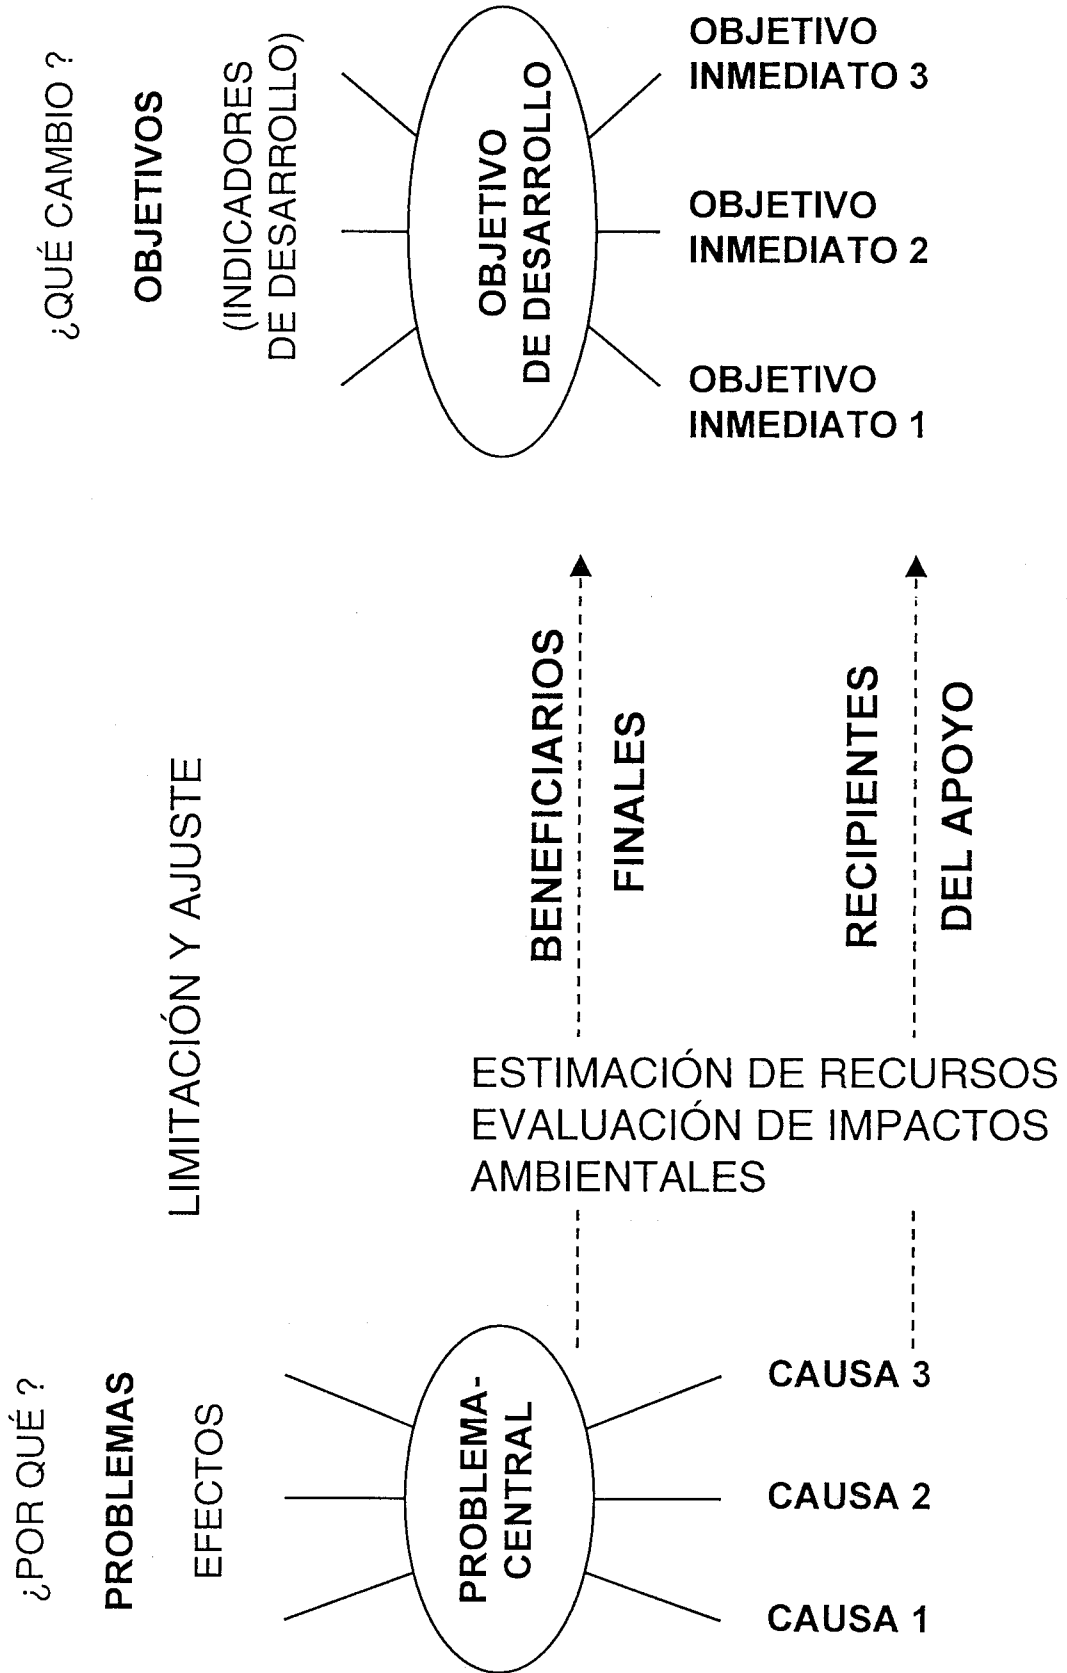 ¿POR QUÉ ?
PROBLEMAS
EFECTOS
PROBLEMA-
CENTRAL
CAUSA 1
CAUSA 2
CAUSA 3
LIMITACIÓN Y AJUSTE
ESTIMACIÓN DE RECURSOS
EVALUACIÓN DE IMPACTOS
AMBIENTALES
BENEFICIARIOS
FINALES
RECIPIENTES
DEL APOYO
¿QUÉ CAMBIO ?
OBJETIVOS
(INDICADORES
DE DESARROLLO)
OBJETIVO
DE DESARROLLO
OBJETIVO
INMEDIATO 1
OBJETIVO
INMEDIATO 2
OBJETIVO
INMEDIATO 3